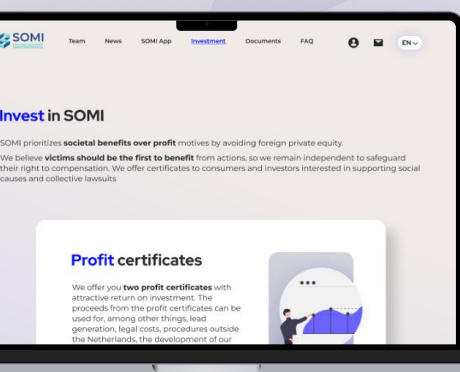 SOMI
Team News SOMI App Investment Documents FAQ EN
Invest in SOMI
SOMI prioritizes societal benefits over profit motives by avoiding foreign private equity.
We believe victims should be the first to benefit from actions, so we remain independent to safeguard
their right to compensation. We offer certificates to consumers and investors interested in supporting social
causes and collective lawsuits
Profit certificates
We offer you two profit certificates with
attractive return on investment. The
proceeds from the profit certificates can be
used for, among other things, lead
generation, legal costs, procedures outside
the Netherlands, the development of our